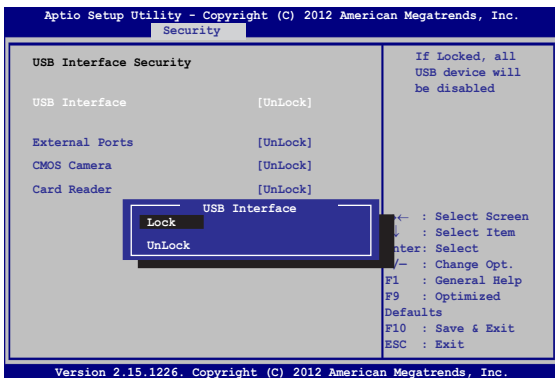 Aptio Setup Utility - Copyright (C) 2012 American Megatrends, Inc.
Security
USB Interface Security
USB Interface [UnLock]
External Ports [UnLock]
CMOS Camera [UnLock]
Card Reader [UnLock]
USB Interface
Lock
UnLock
If Locked, all
USB device will
be disabled
← : Select Screen
↓ : Select Item
nter: Select
/— : Change Opt.
F1 : General Help
F9 : Optimized
Defaults
F10 : Save & Exit
ESC : Exit
Version 2.15.1226. Copyright (C) 2012 American Megatrends, Inc.